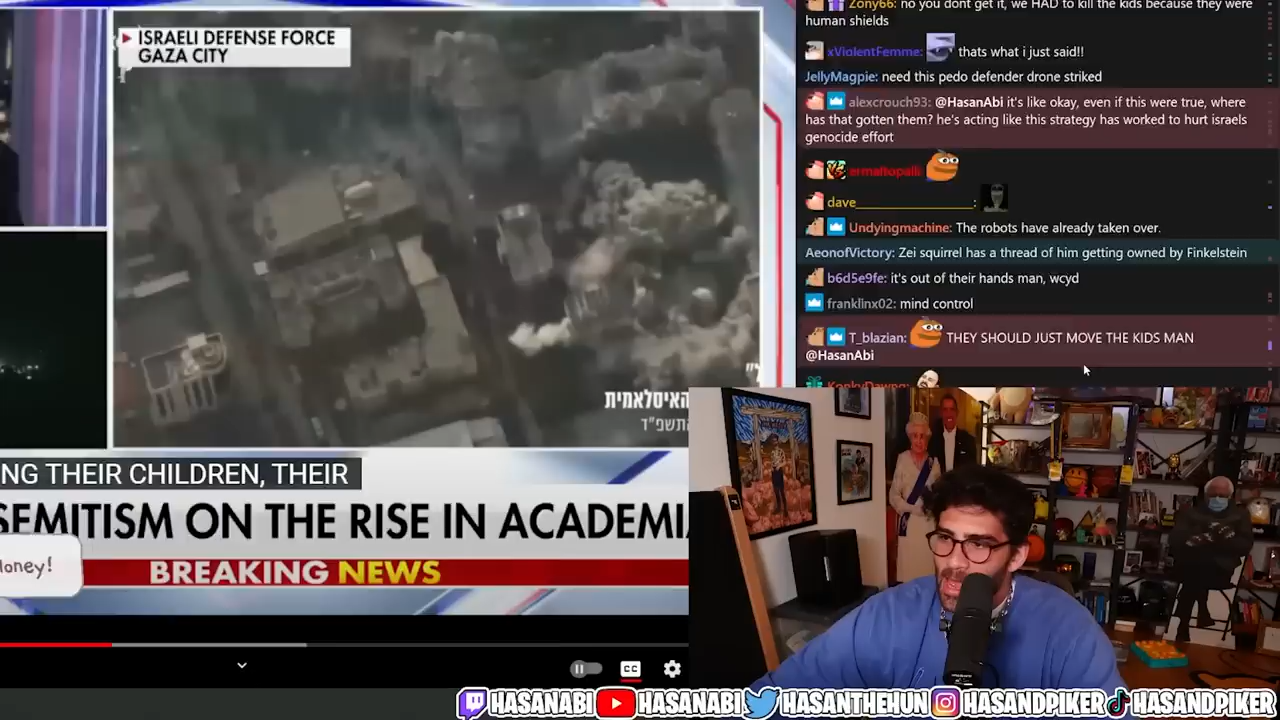 ISRAELI DEFENSE FORCE
GAZA CITY
האיסלאמית
התשפ"ד
NG THEIR CHILDREN, THEIR
SEMITISM ON THE RISE IN ACADEMI
BREAKING NEWS
Money!
CC
Zony66: no you dont get it, we HAD to kill the kids because they were
human shields
xViolentFemme: thats what i just said!!
JellyMagpie: need this pedo defender drone striked
alexcrouch93: @HasanAbi it's like okay, even if this were true, where
has that gotten them? he's acting like this strategy has worked to hurt israels
genocide effort
dave______________:
Undyingmachine: The robots have already taken over.
AeonofVictory: Zei squirrel has a thread of him getting owned by Finkelstein
b6d5e9fe: it's out of their hands man, wcyd
franklinx02: mind control
T_blazian: THEY SHOULD JUST MOVE THE KIDS MAN
@HasanAbi
HASANABI HASANABI HASANTHEHUN HASANDPIKER HASANDPIKER